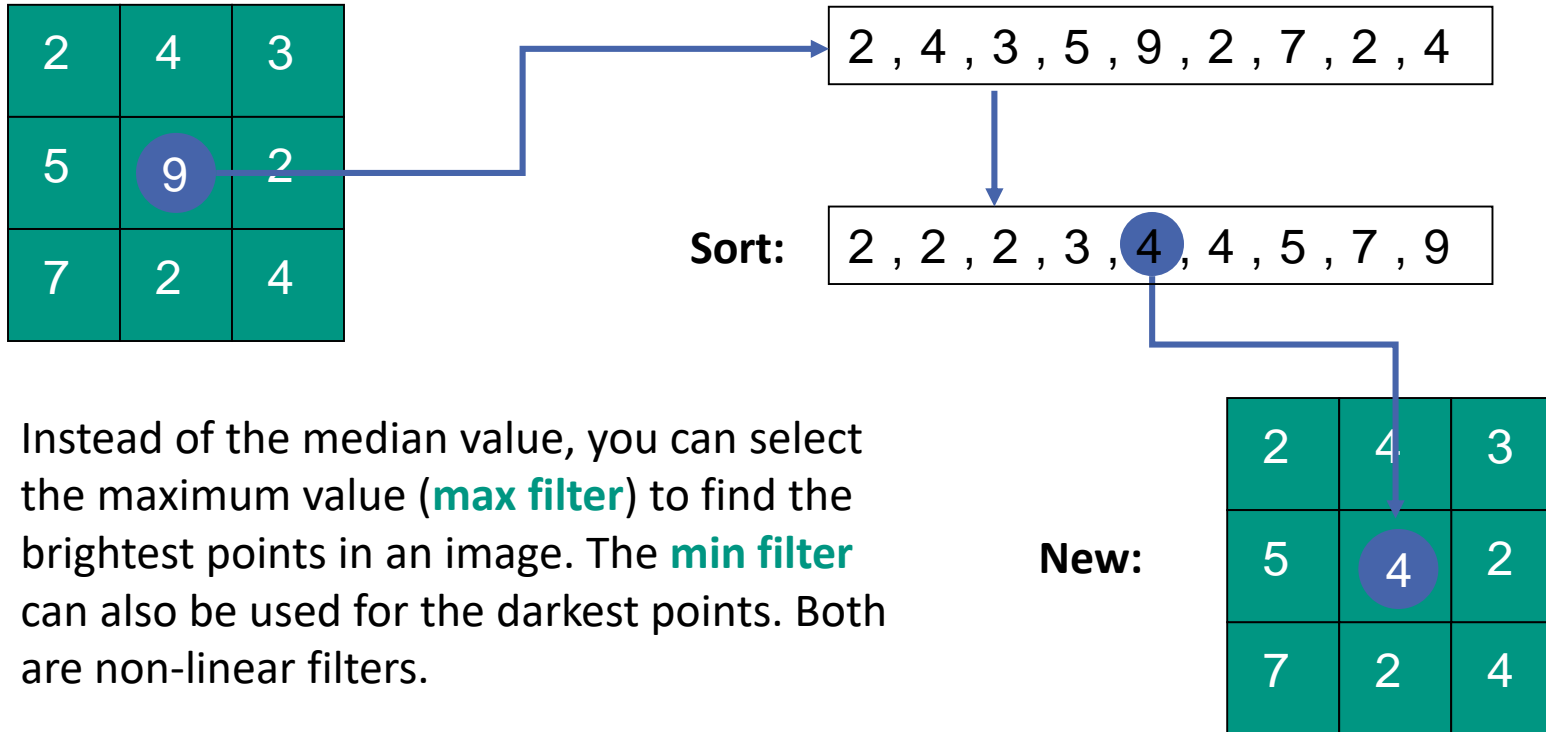 2 4 3
5 9 2
7 2 4
2 , 4 , 3 , 5 , 9 , 2 , 7 , 2 , 4
Sort: 2 , 2 , 2 , 3 , 4 , 4 , 5 , 7 , 9
Instead of the median value, you can select
the maximum value (max filter) to find the
brightest points in an image. The min filter
can also be used for the darkest points. Both
are non-linear filters.
New:
2 4 3
5 4 2
7 2 4